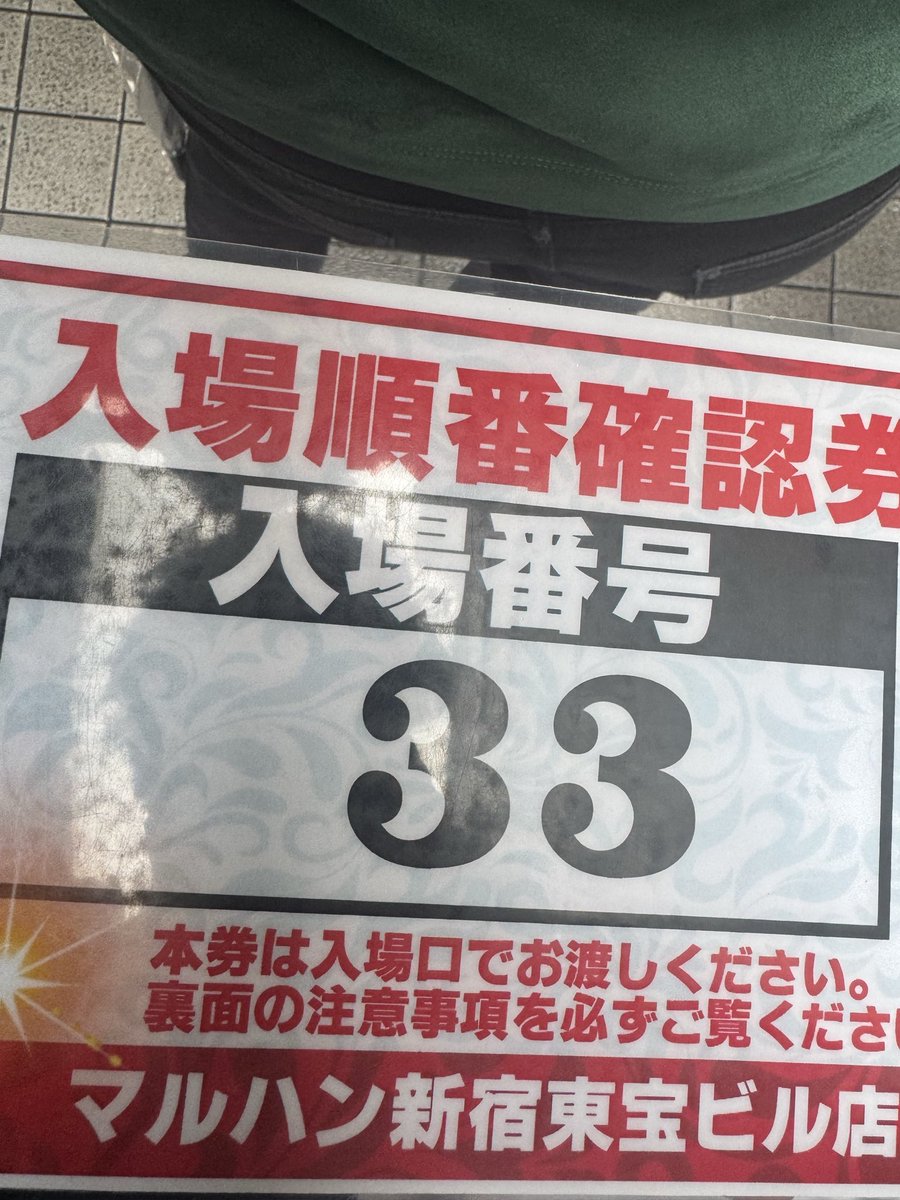 入場順番確認券
入場番号
33
本券は入場口でお渡しください。
裏面の注意事項を必ずご覧ください
マルハン新宿東宝ビル店